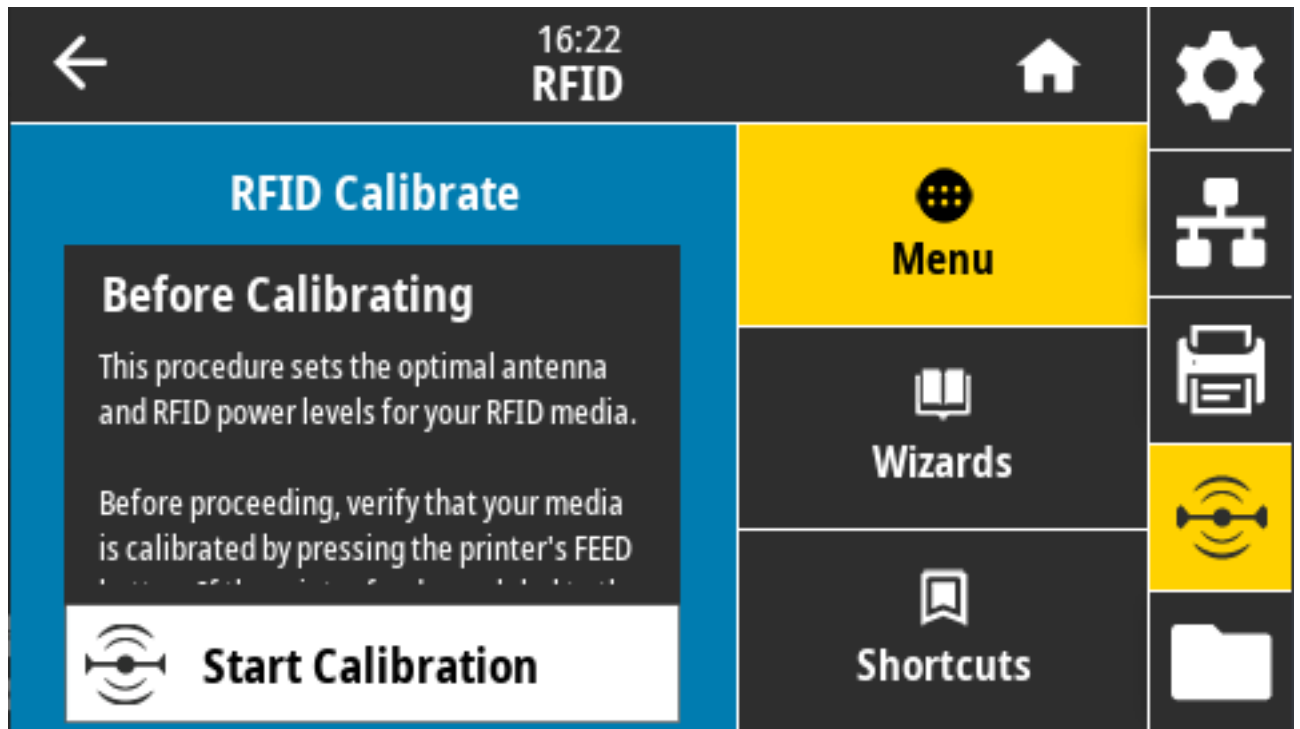 16:22
RFID
RFID Calibrate
Before Calibrating
This procedure sets the optimal antenna
and RFID power levels for your RFID media.
Before proceeding, verify that your media
is calibrated by pressing the printer's FEED
Start Calibration
Menu
Wizards
Shortcuts